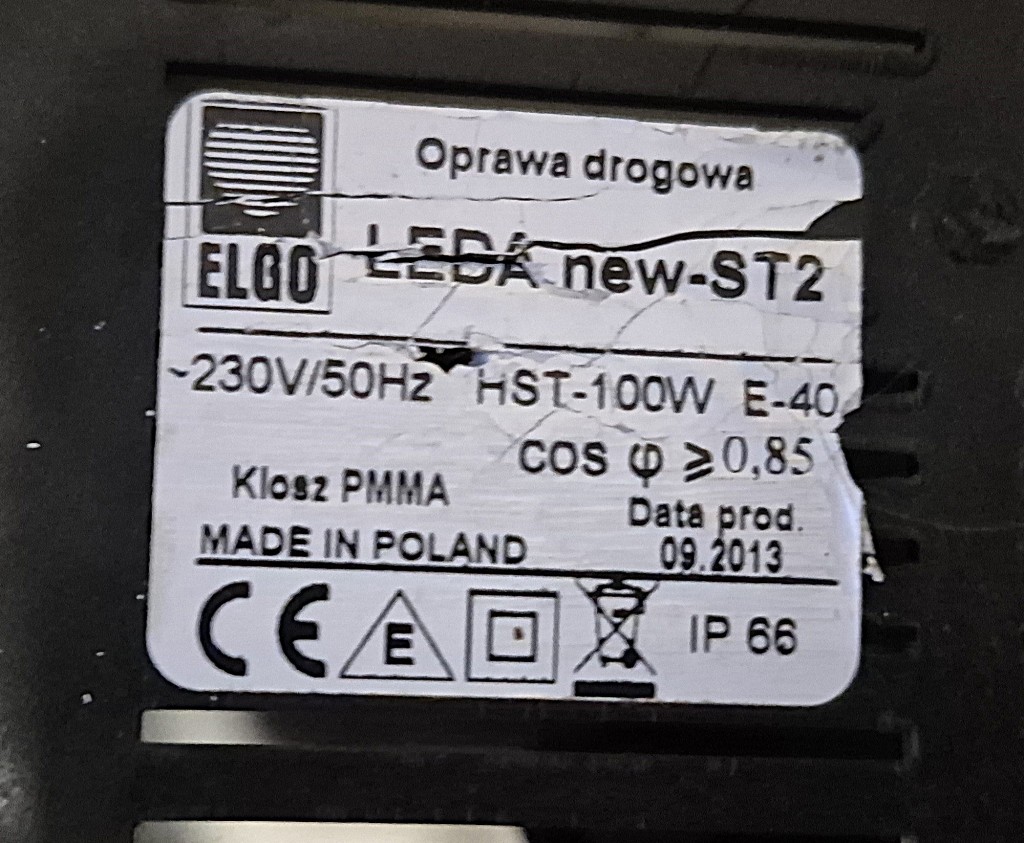 Oprawa drogowa
ELGO
LEDA new-ST2
~230V/50Hz HST-100W E-40
COS φ ⩾0,85
Klosz PMMA
Data prod.
MADE IN POLAND
09.2013
CE E IP 66